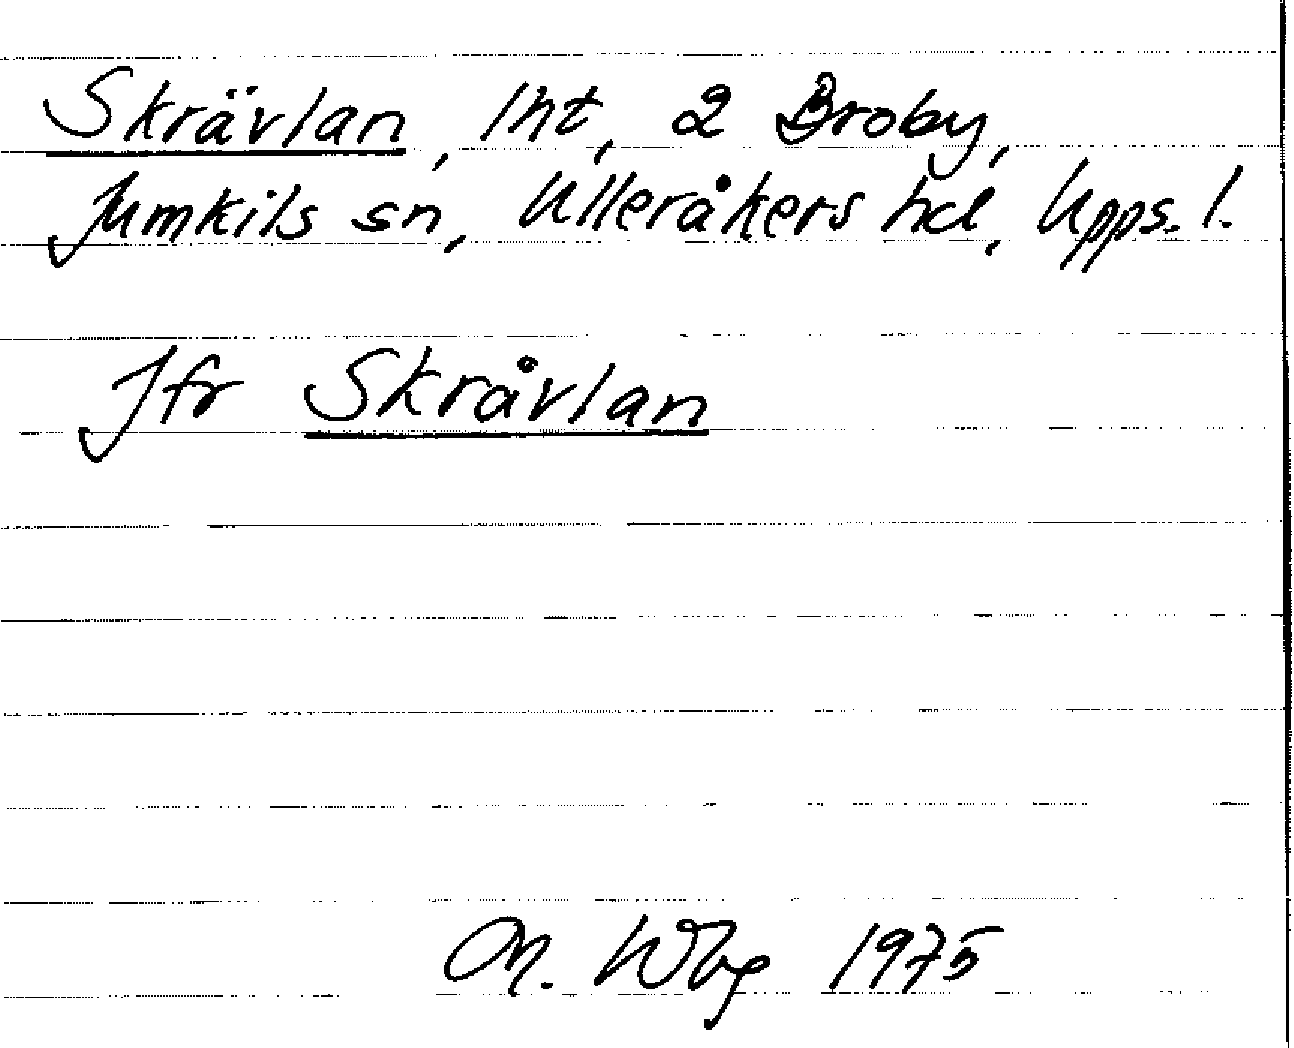 Skrävlan, lht, 2 Broby,
Jumkils sn, Ulleråkers hd, Upps. l.
Jfr Skråvlan
M. Wbg 1975